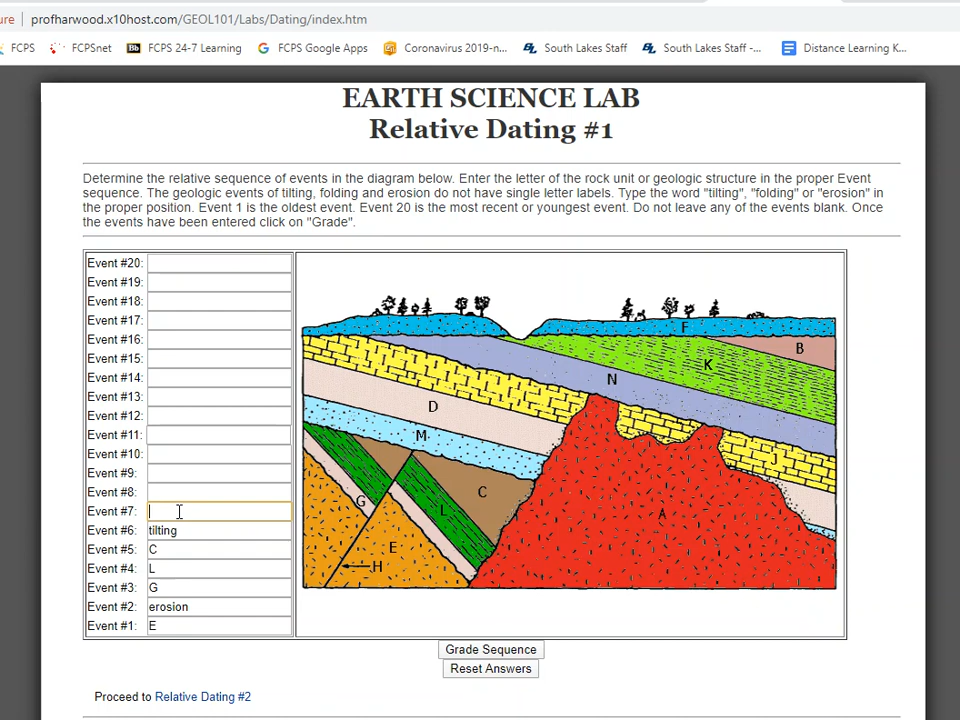 ure
profharwood.x10host.com/GEOL101/Labs/Dating/index.htm
FCPS FCPSnet Bb FCPS 24-7 Learning G FCPS Google Apps Coronavirus 2019-n... BL South Lakes Staff BL South Lakes Staff -... Distance Learning K...
EARTH SCIENCE LAB
Relative Dating #1
Determine the relative sequence of events in the diagram below. Enter the letter of the rock unit or geologic structure in the proper Event
sequence. The geologic events of tilting, folding and erosion do not have single letter labels. Type the word "tilting", "folding" or "erosion" in
the proper position. Event 1 is the oldest event. Event 20 is the most recent or youngest event. Do not leave any of the events blank. Once
the events have been entered click on "Grade".
Event #20:
Event #19:
Event #18:
Event #17:
Event #16:
Event #15:
Event #14:
Event #13:
Event #12:
Event #11:
Event #10:
Event #9:
Event #8:
Event #7:
Event #6: tilting
Event #5: C
Event #4: L
Event #3: G
Event #2: erosion
Event #1: E
F
B
K
N
D
M
J
C
G
L
A
E
H
Grade Sequence
Reset Answers
Proceed to Relative Dating #2